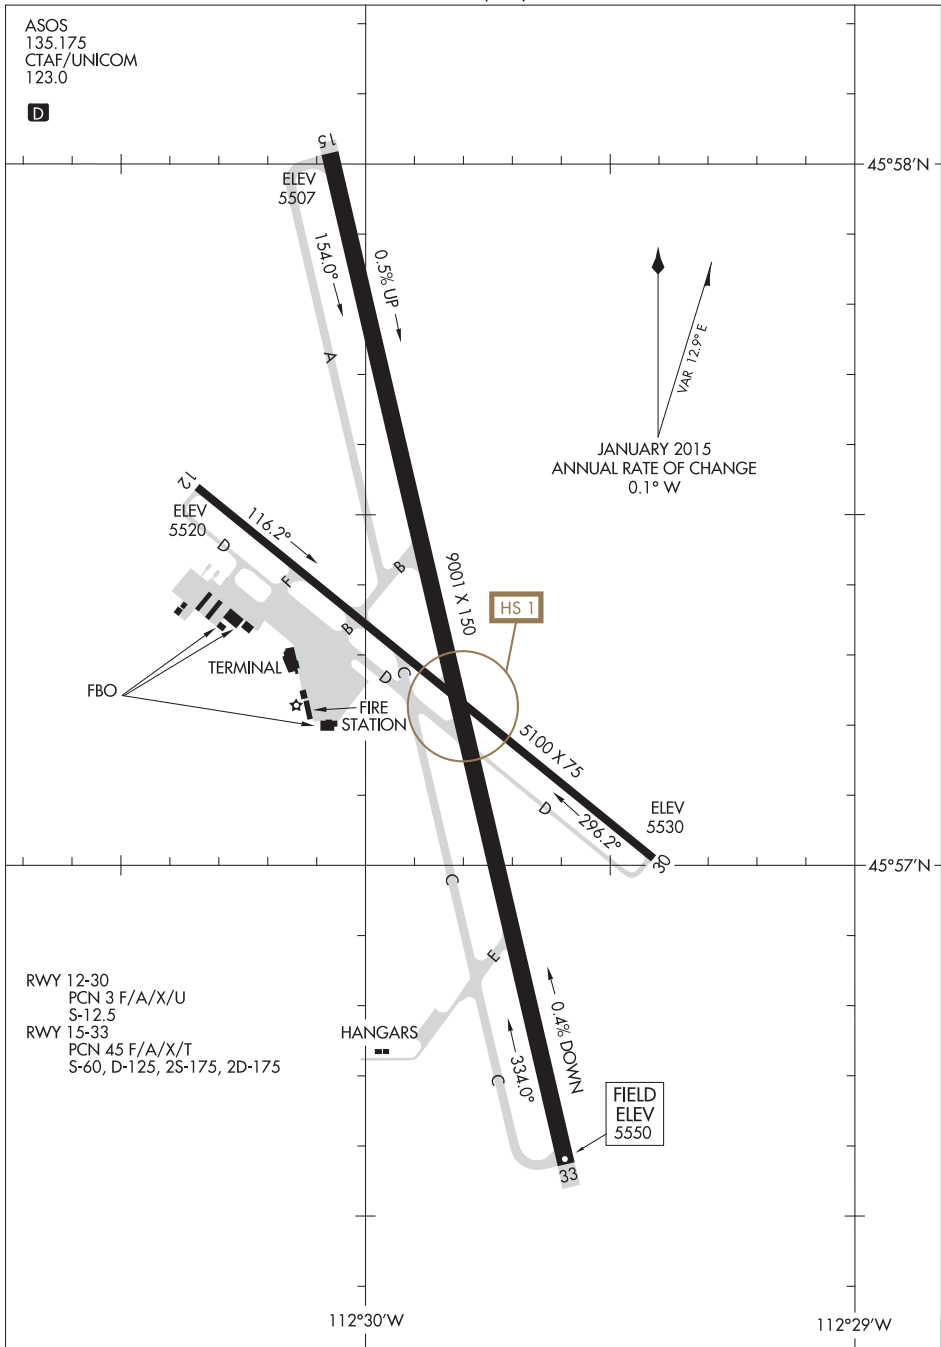 ASOS
135.175
CTAF/UNICOM
123.0
D
15
45°58'N
ELEV
5507
154.0°
0.5% UP
A
VAR 12.9° E
JANUARY 2015
ANNUAL RATE OF CHANGE
0.1° W
12
ELEV
5520
116.2°
D
F
B
9001 X 150
HS 1
B
C
TERMINAL
D
FBO
FIRE
STATION
5100 X 75
D
296.2°
ELEV
5530
30
45°57'N
C
E
RWY 12-30
PCN 3 F/A/X/U
S-12.5
RWY 15-33
PCN 45 F/A/X/T
S-60, D-125, 2S-175, 2D-175
HANGARS
C
334.0°
0.4% DOWN
FIELD
ELEV
5550
33
112°30'W
112°29'W